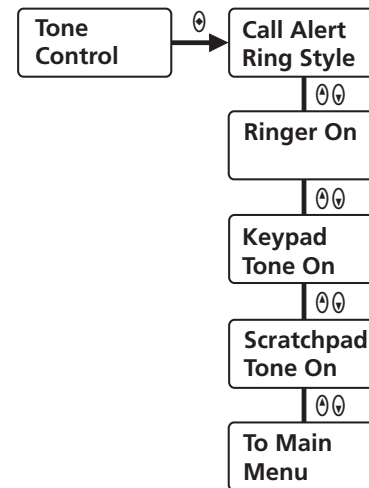 Tone
Control
Call Alert
Ring Style
Ringer On
Keypad
Tone On
Scratchpad
Tone On
To Main
Menu